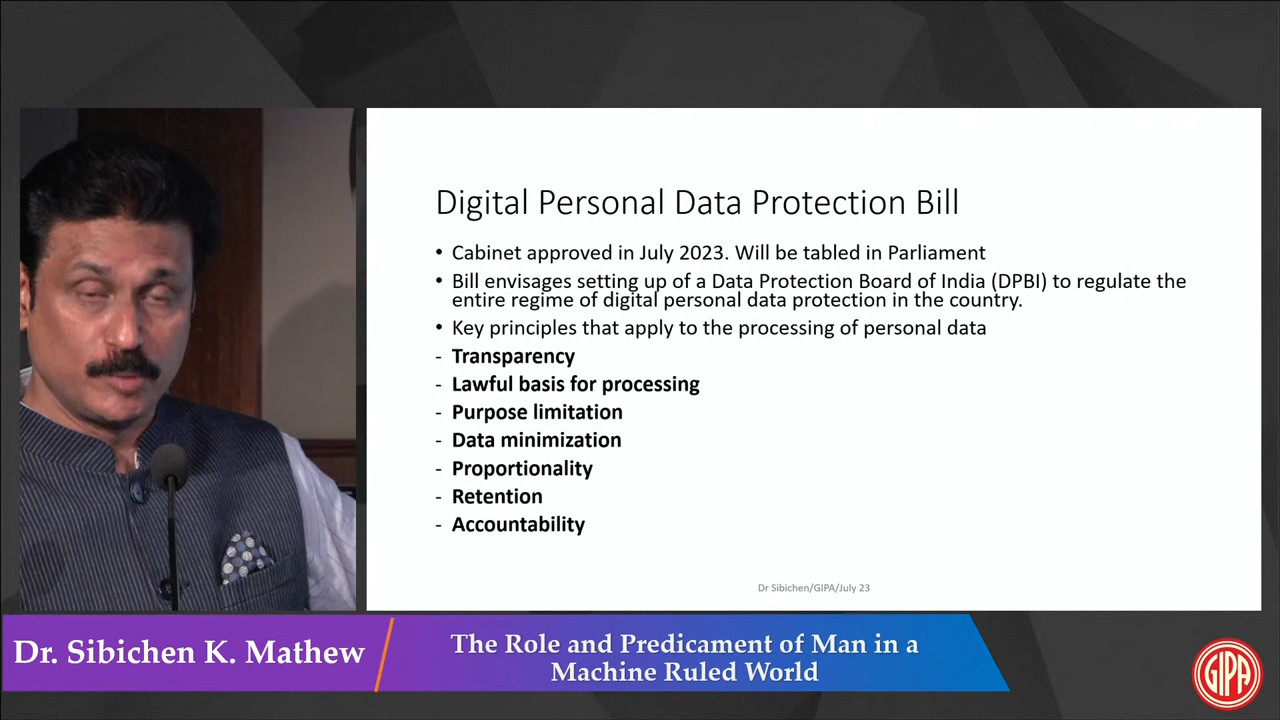 Digital Personal Data Protection Bill
• Cabinet approved in July 2023. Will be tabled in Parliament
• Bill envisages setting up of a Data Protection Board of India (DPBI) to regulate the
entire regime of digital personal data protection in the country.
• Key principles that apply to the processing of personal data
- Transparency
- Lawful basis for processing
- Purpose limitation
- Data minimization
- Proportionality
- Retention
- Accountability
Dr Sibichen/GIPA/July 23
Dr. Sibichen K. Mathew
The Role and Predicament of Man in a
Machine Ruled World
GIPA